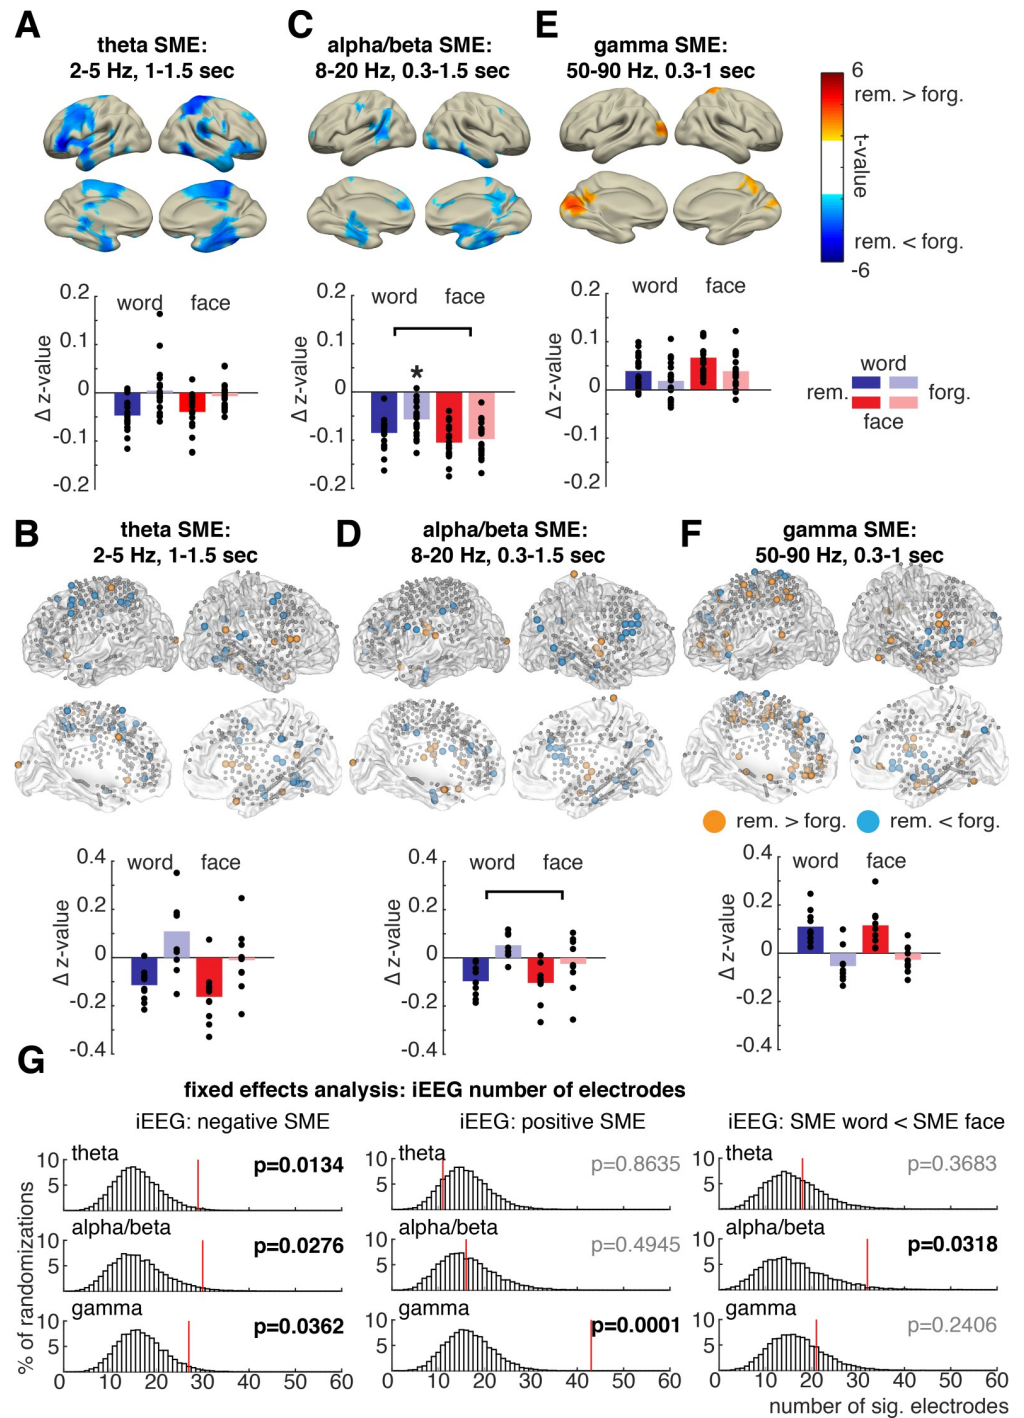 A
theta SME:
2-5 Hz, 1-1.5 sec
C
alpha/beta SME:
8-20 Hz, 0.3-1.5 sec
E
gamma SME:
50-90 Hz, 0.3-1 sec
6
rem. > forg.
t-value
rem. < forg.
-6
0.2
0.1
0
-0.1
-0.2
Δ z-value
word face
0.2
0.1
0
-0.1
-0.2
Δ z-value
word face
*
0.2
0.1
0
-0.1
-0.2
Δ z-value
word face
word
rem. forg.
face
B
theta SME:
2-5 Hz, 1-1.5 sec
D
alpha/beta SME:
8-20 Hz, 0.3-1.5 sec
F
gamma SME:
50-90 Hz, 0.3-1 sec
rem. > forg. rem. < forg.
0.4
0.2
0
-0.2
-0.4
Δ z-value
word face
0.4
0.2
0
-0.2
-0.4
Δ z-value
word face
0.4
0.2
0
-0.2
-0.4
Δ z-value
word face
G
fixed effects analysis: iEEG number of electrodes
iEEG: negative SME iEEG: positive SME iEEG: SME word < SME face
% of randomizations
theta
10
5
p=0.0134
theta
10
5
p=0.8635
theta
10
5
p=0.3683
alpha/beta
10
5
p=0.0276
alpha/beta
10
5
p=0.4945
alpha/beta
10
5
p=0.0318
gamma
10
5
p=0.0362
gamma
10
5
p=0.0001
gamma
10
5
p=0.2406
0 10 20 30 40 50 60 0 10 20 30 40 50 60 0 10 20 30 40 50 60
number of sig. electrodes